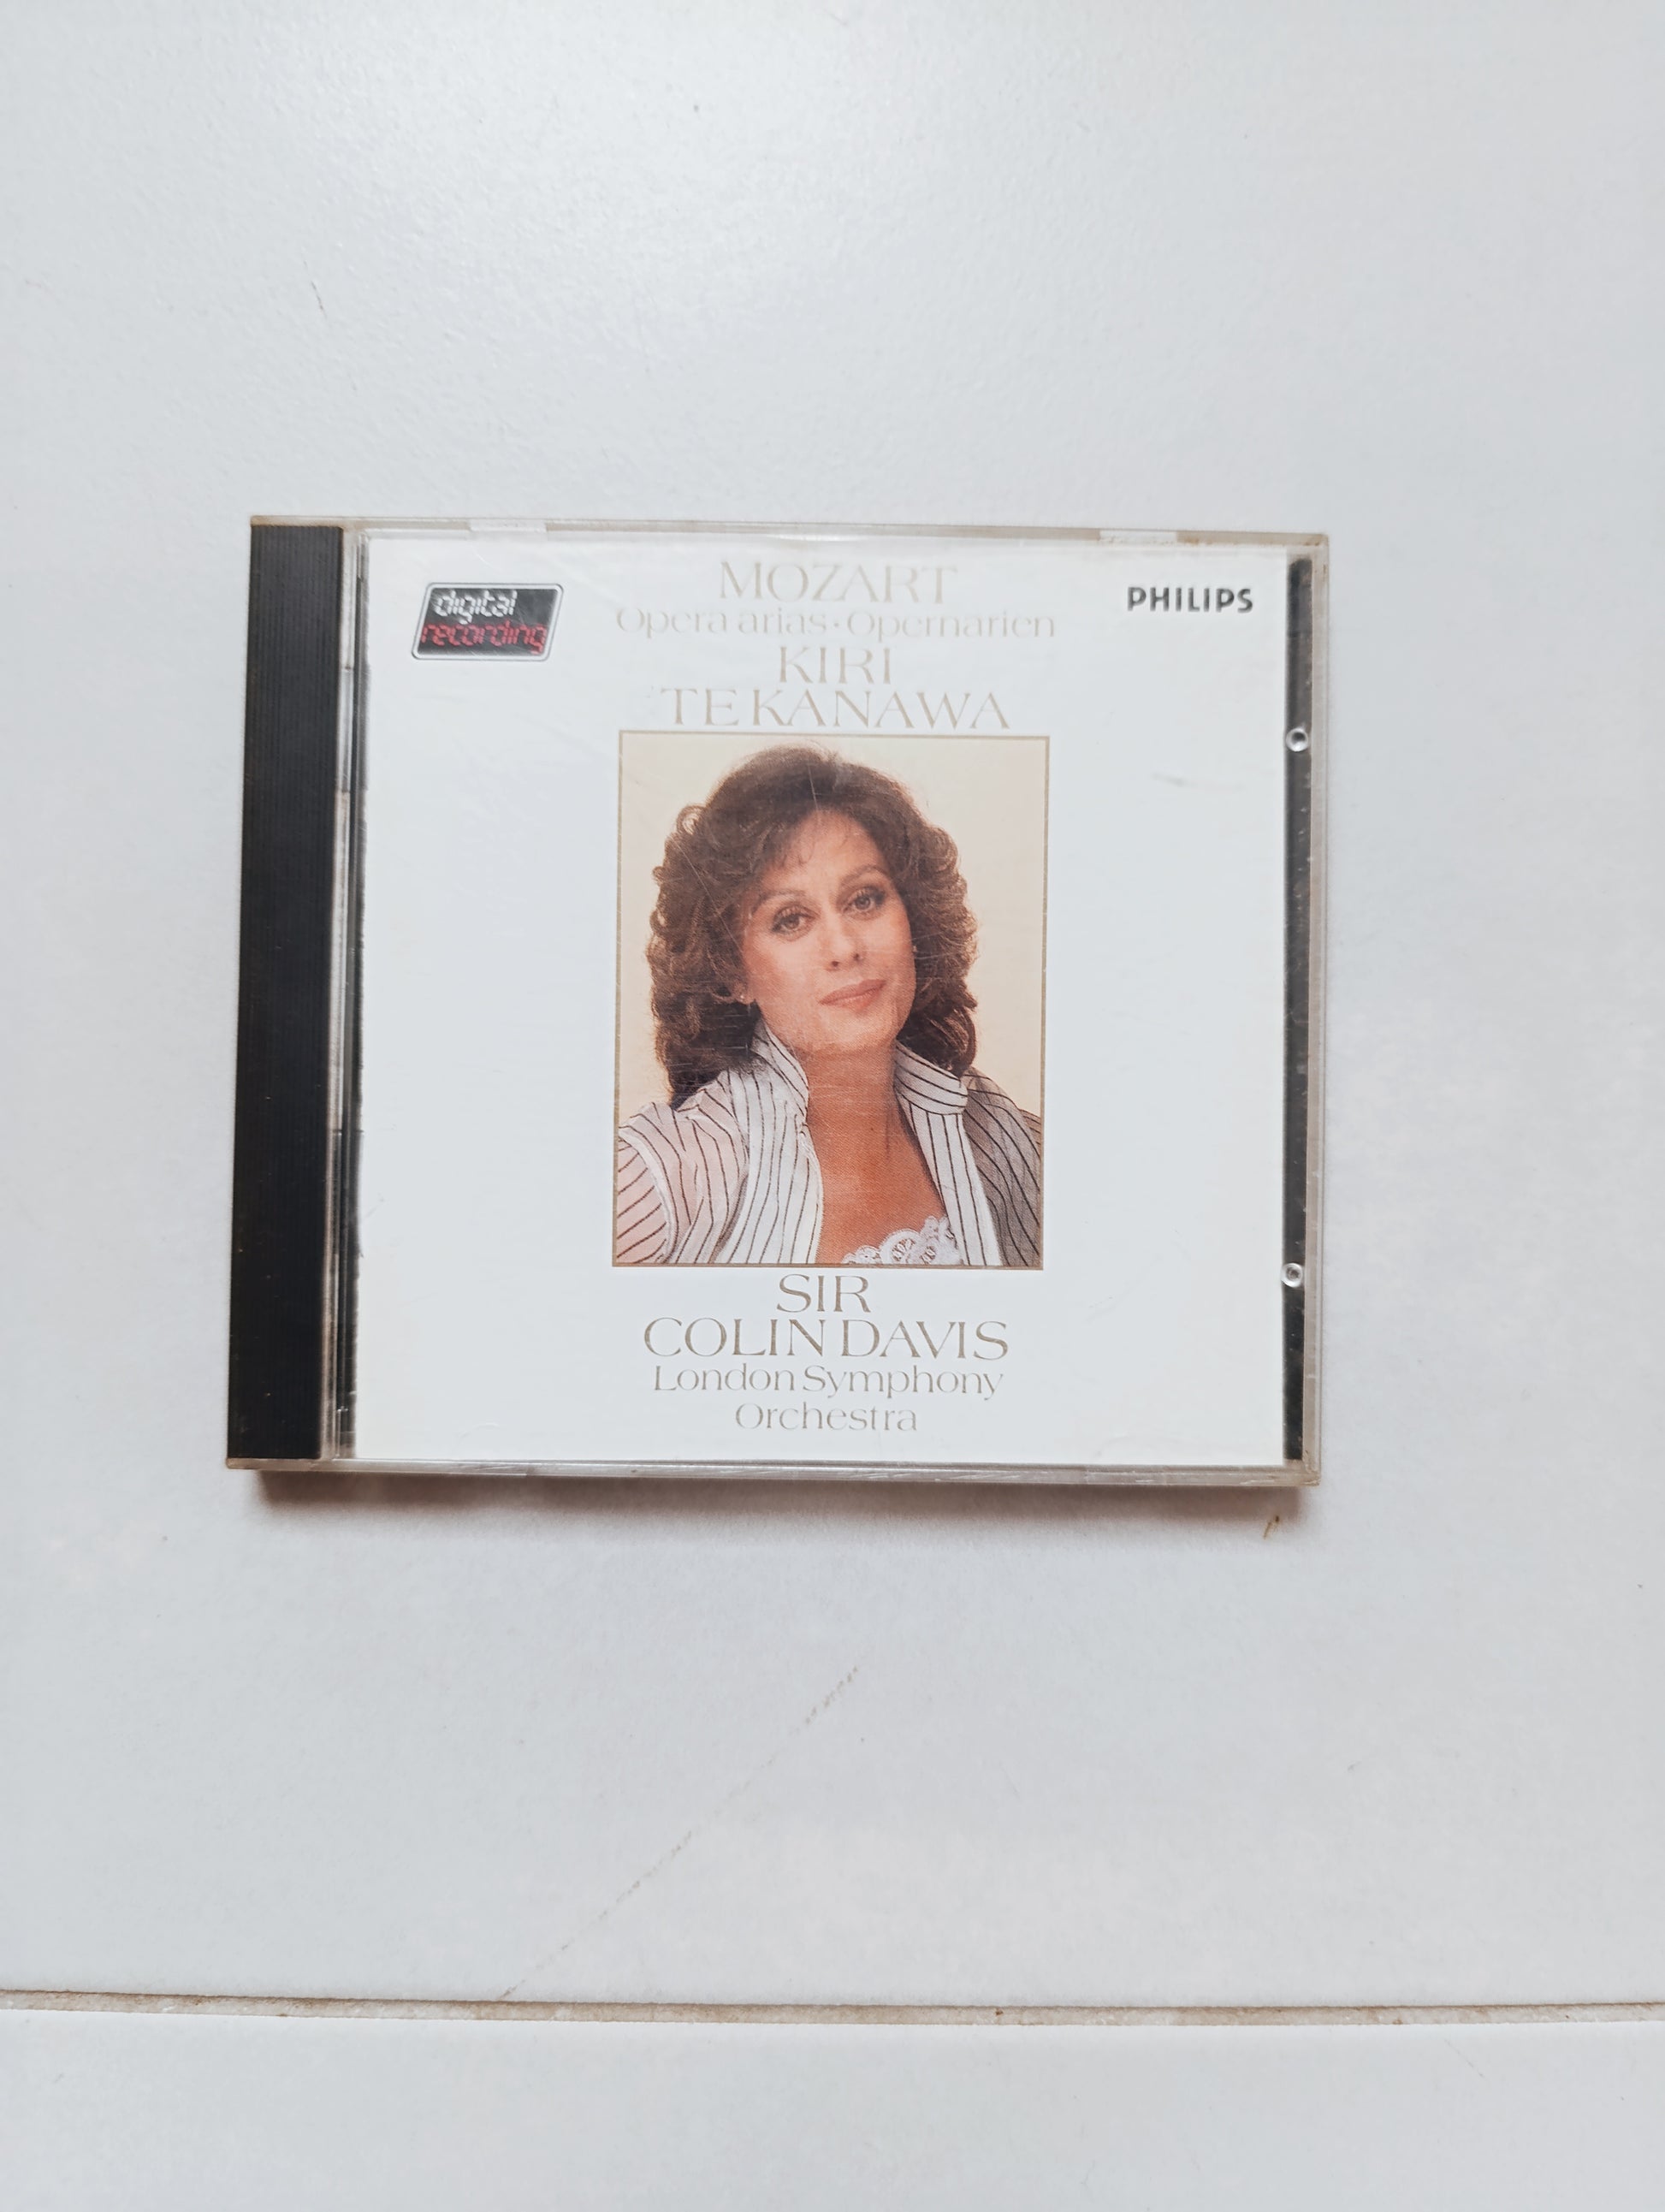 digital
recording
MOZART
Opera arias · Opernarien
KIRI
TE KANAWA
PHILIPS
SIR
COLIN DAVIS
London Symphony
Orchestra